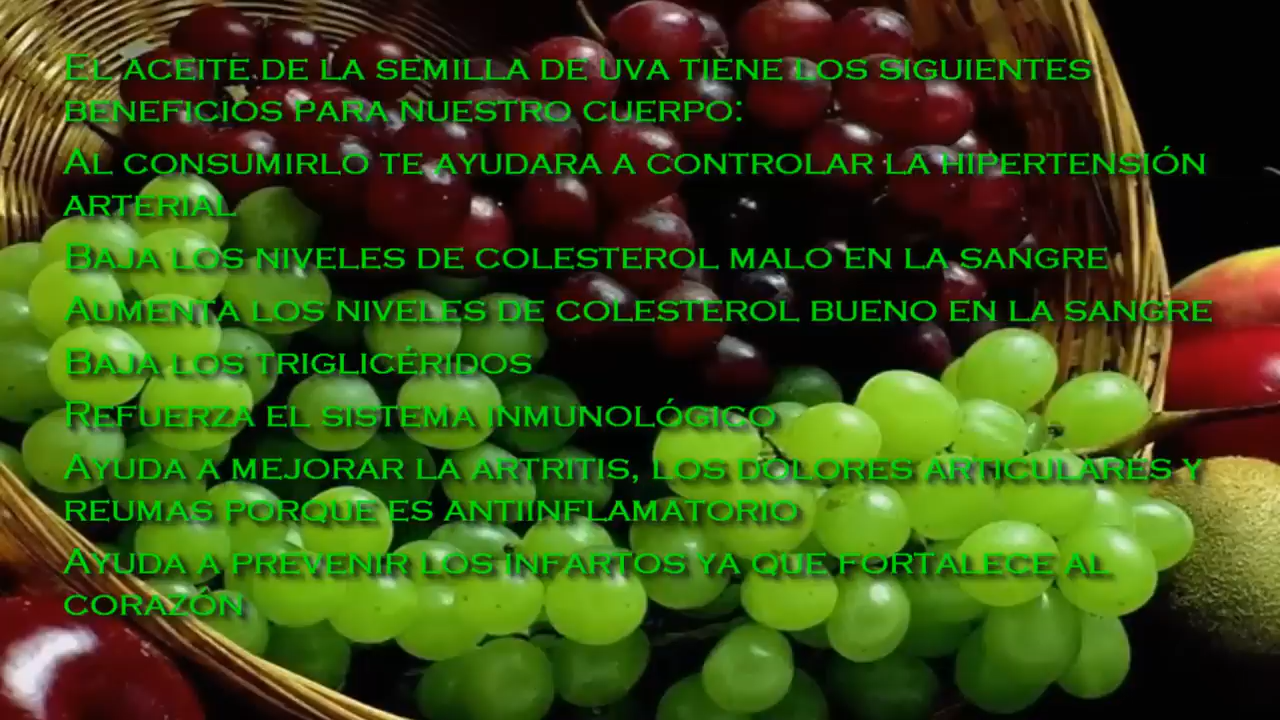 El aceite de la semilla de uva tiene los siguientes
beneficios para nuestro cuerpo:
Al consumirlo te ayudara a controlar la hipertensión
arterial
Baja los niveles de colesterol malo en la sangre
Aumenta los niveles de colesterol bueno en la sangre
Baja los triglicéridos
Refuerza el sistema inmunológico
Ayuda a mejorar la artritis, los dolores articulares y
reumas porque es antiinflamatorio
Ayuda a prevenir los infartos ya que fortalece al
corazón